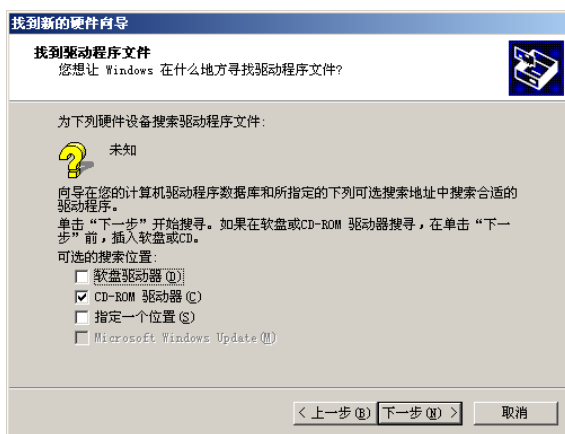 找到新的硬件向导
找到驱动程序文件
您想让 Windows 在什么地方寻找驱动程序文件?
为下列硬件设备搜索驱动程序文件:
未知
向导在您的计算机驱动程序数据库和所指定的下列可选搜索地址中搜索合适的
驱动程序。
单击“下一步”开始搜寻。如果在软盘或CD-ROM 驱动器搜寻，在单击“下一
步”前，插入软盘或CD。
可选的搜索位置:
软盘驱动器(D)
CD-ROM 驱动器(C)
指定一个位置(S)
Microsoft Windows Update(M)
< 上一步(B) 下一步(N) > 取消